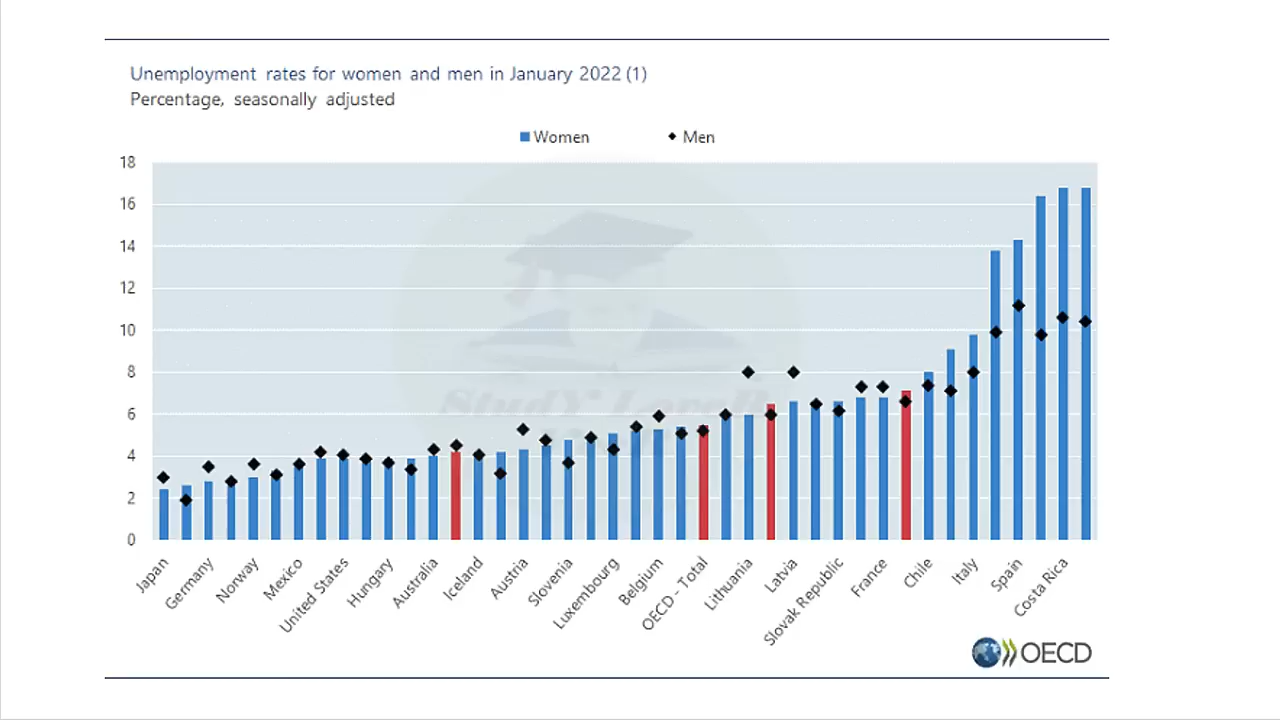 Unemployment rates for women and men in January 2022 (1)
Percentage, seasonally adjusted
Women Men
18
16
14
12
10
8
6
4
2
0
Japan
Germany
Norway
Mexico
United States
Hungary
Australia
Iceland
Austria
Slovenia
Luxembourg
Belgium
OECD - Total
Lithuania
Latvia
Slovak Republic
France
Chile
Italy
Spain
Costa Rica
OECD